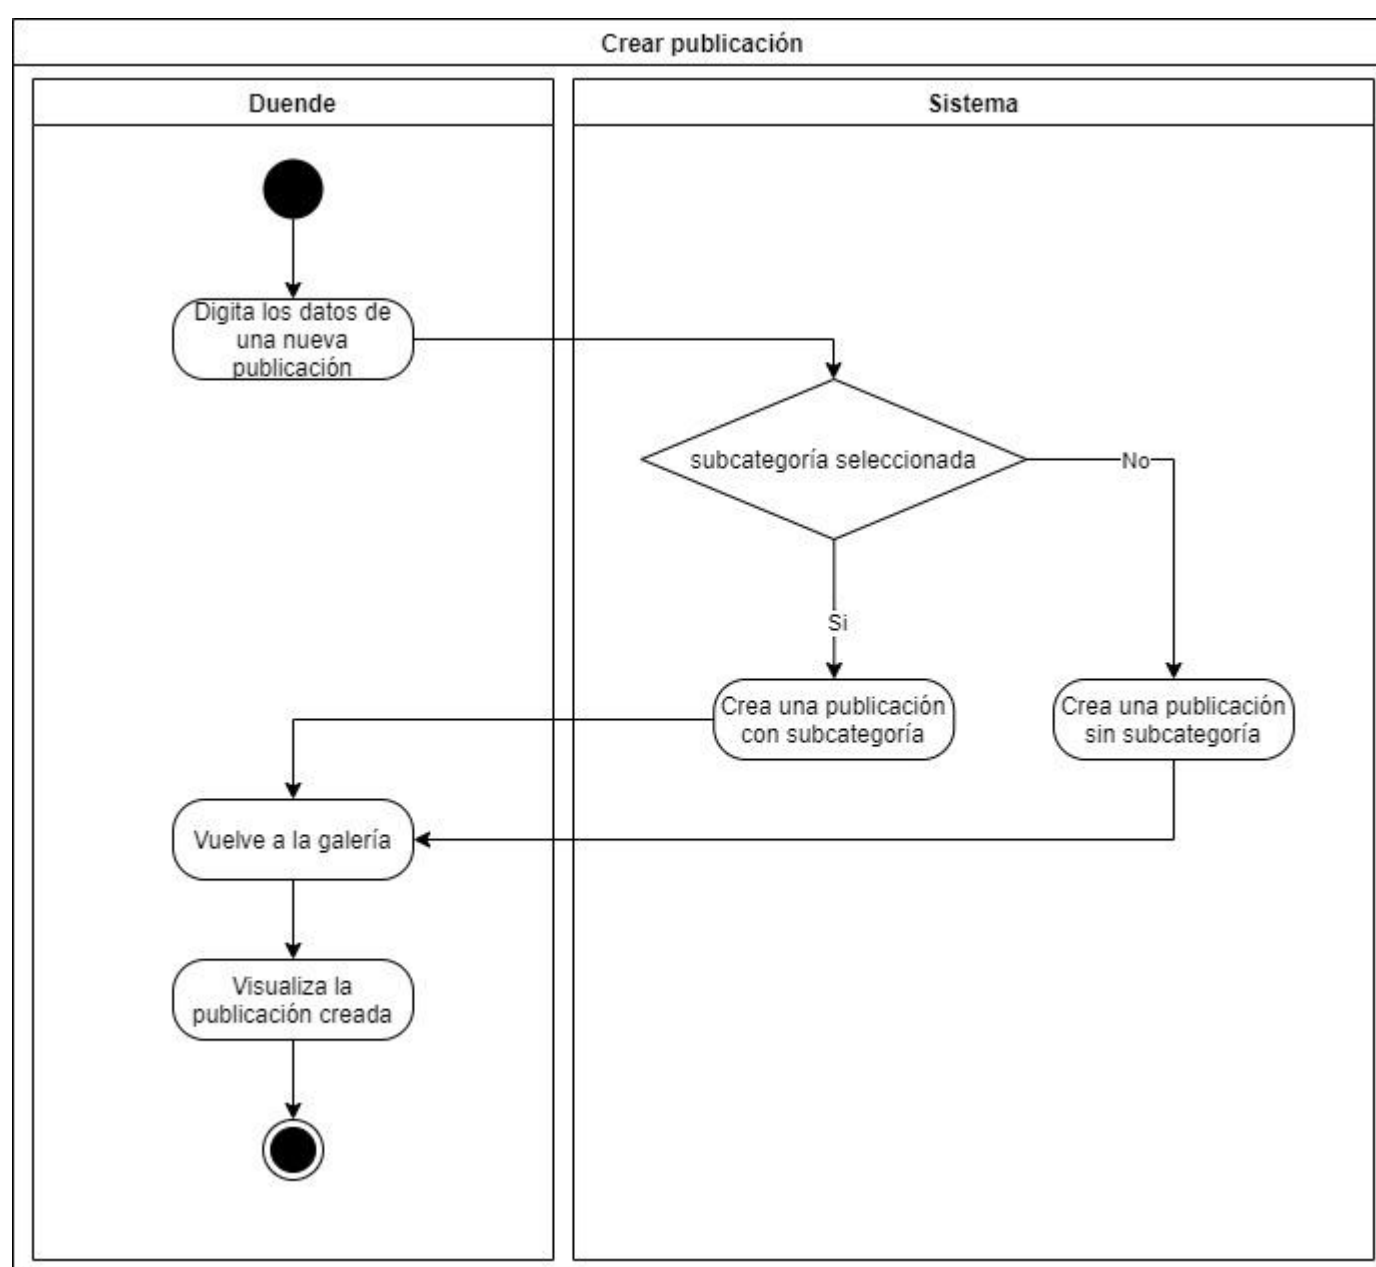 Crear publicación
Duende
Sistema
Digita los datos de
una nueva
publicación
subcategoría seleccionada
No
Si
Crea una publicación
con subcategoría
Crea una publicación
sin subcategoría
Vuelve a la galería
Visualiza la
publicación creada